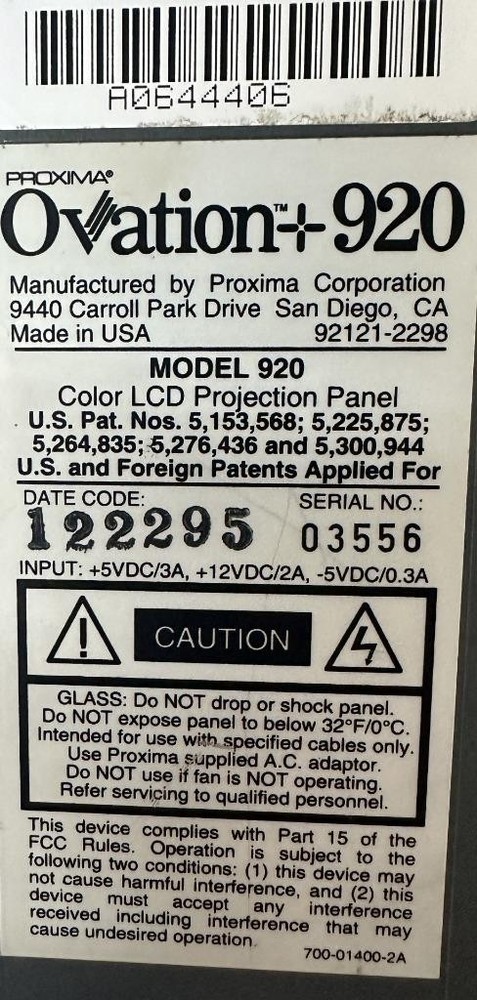 A0644406
PROXIMA®
Ovation™+920
Manufactured by Proxima Corporation
9440 Carroll Park Drive San Diego, CA
Made in USA 92121-2298
MODEL 920
Color LCD Projection Panel
U.S. Pat. Nos. 5,153,568; 5,225,875;
5,264,835; 5,276,436 and 5,300,944
U.S. and Foreign Patents Applied For
DATE CODE: SERIAL NO.:
122295 03556
INPUT: +5VDC/3A, +12VDC/2A, -5VDC/0.3A
CAUTION
GLASS: Do NOT drop or shock panel.
Do NOT expose panel to below 32°F/0°C.
Intended for use with specified cables only.
Use Proxima supplied A.C. adaptor.
Do NOT use if fan is NOT operating.
Refer servicing to qualified personnel.
This device complies with Part 15 of the
FCC Rules. Operation is subject to the
following two conditions: (1) this device may
not cause harmful interference, and (2) this
device must accept any interference
received including interference that may
cause undesired operation.
700-01400-2A